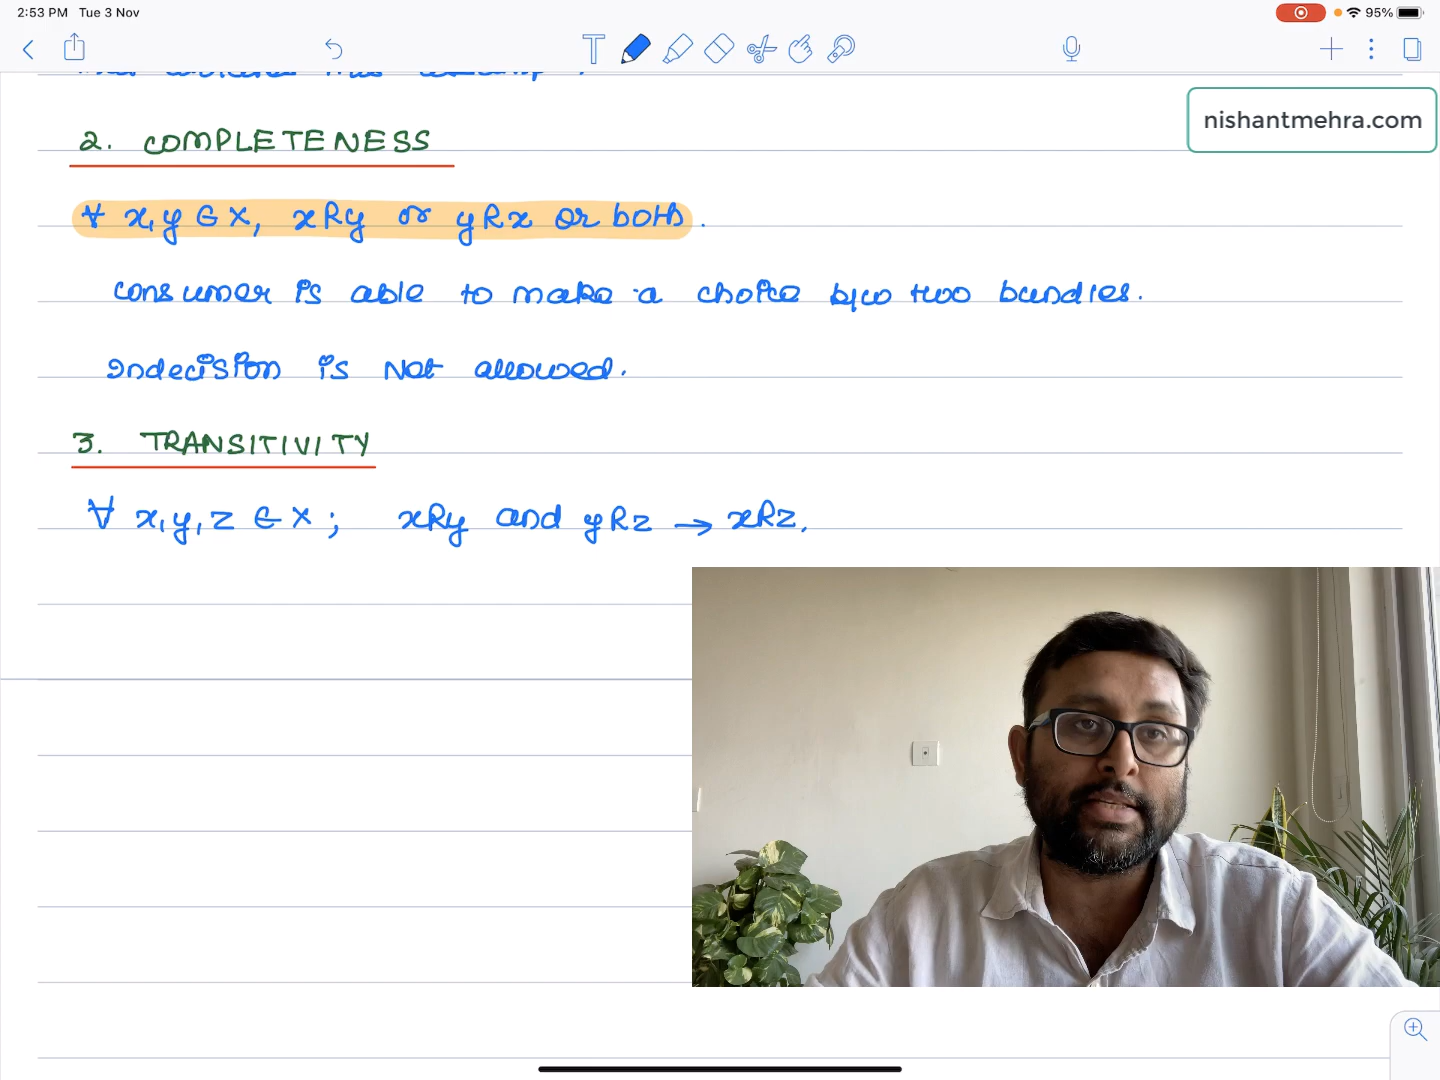 2:53 PM Tue 3 Nov
95%
nishantmehra.com
2. COMPLETENESS
∀ x, y ∈ X, xRy or yRx or both.
consumer is able to make a choice b/w two bundles.
Indecision is Not allowed.
3. TRANSITIVITY
∀ x, y, z ∈ X; xRy and yRz → xRz.